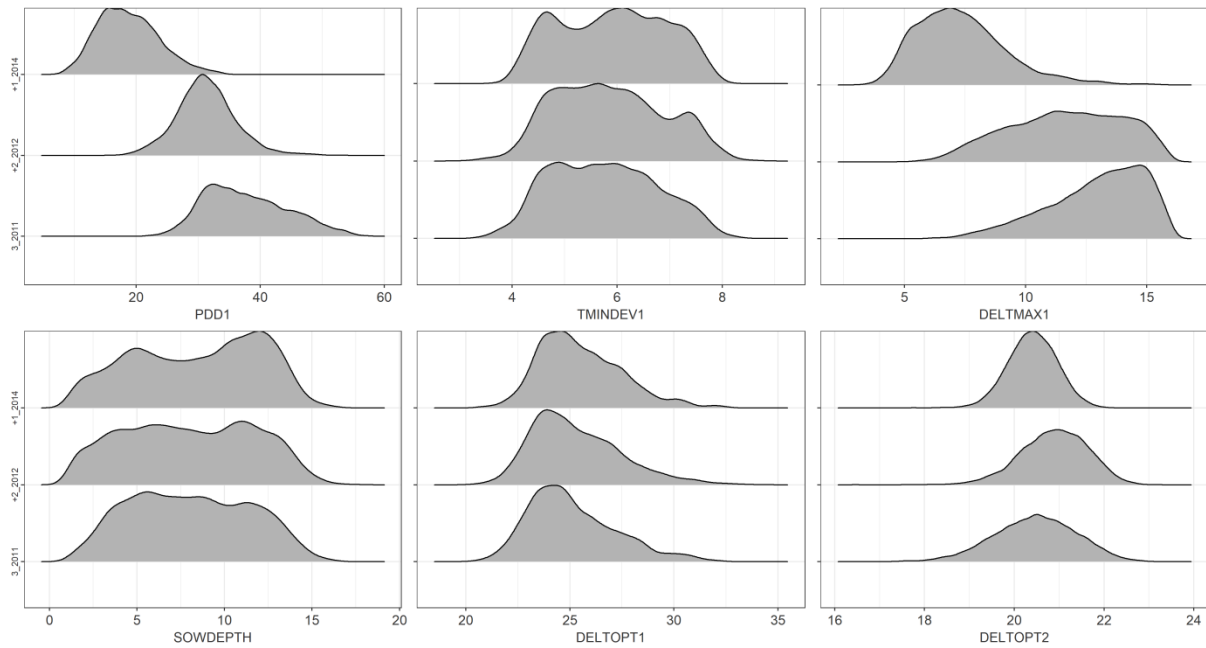 +1_2014
+2_2012
3_2011
20 40 60
PDD1
4 6 8
TMINDEV1
5 10 15
DELTMAX1
+1_2014
+2_2012
3_2011
0 5 10 15 20
SOWDEPTH
20 25 30 35
DELTOPT1
16 18 20 22 24
DELTOPT2